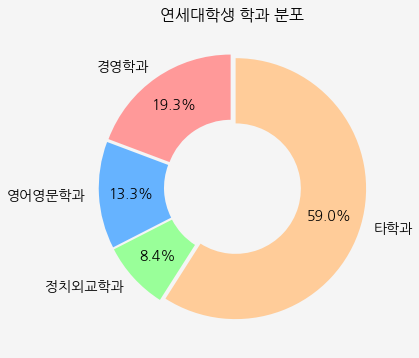 연세대학생 학과 분포
경영학과
19.3%
영어영문학과
13.3%
정치외교학과
8.4%
타학과
59.0%